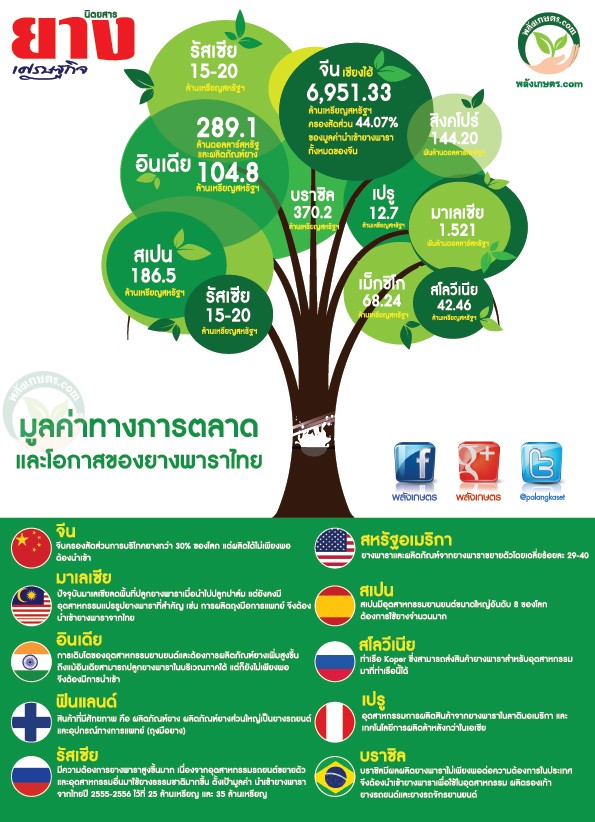 นิตยสาร
ยาง
เศรษฐกิจ
พลังเกษตร.com
รัสเซีย
15-20
ล้านเหรียญสหรัฐฯ
จีน เซี่ยงไฮ้
6,951.33
ล้านเหรียญสหรัฐฯ
ครองสัดส่วน 44.07%
ของมูลค่านำเข้ายางพารา
ทั้งหมดของจีน
สิงคโปร์
144.20
พันล้านดอลลาร์สหรัฐฯ
289.1
ล้านดอลลาร์สหรัฐ
และผลิตภัณฑ์ยาง
อินเดีย 104.8
ล้านเหรียญสหรัฐฯ
บราซิล
370.2
ล้านเหรียญสหรัฐฯ
เปรู
12.7
ล้านเหรียญสหรัฐฯ
มาเลเซีย
1.521
พันล้านดอลลาร์สหรัฐฯ
สเปน
186.5
ล้านเหรียญสหรัฐฯ
รัสเซีย
15-20
ล้านเหรียญสหรัฐฯ
เม็กซิโก
68.24
ล้านเหรียญสหรัฐฯ
สโลวีเนีย
42.46
ล้านเหรียญสหรัฐฯ
พลังเกษตร.com
มูลค่าทางการตลาด
และโอกาสของยางพาราไทย
พลังเกษตร
พลังเกษตร
@palangkaset
จีน
จีนครองสัดส่วนการบริโภคยางกว่า 30% ของโลก แต่ผลิตได้ไม่เพียงพอ
ต้องนำเข้า
มาเลเซีย
ปัจจุบันมาเลเซียลดพื้นที่ปลูกยางพาราเมื่อนำไปปลูกปาล์ม แต่ยังคงมี
อุตสาหกรรมแปรรูปยางพาราที่สำคัญ เช่น การผลิตถุงมือการแพทย์ จึงต้อง
นำเข้ายางพาราจากไทย
อินเดีย
การเติบโตของอุตสาหกรรมยานยนต์และต้องการผลิตภัณฑ์ยางเพิ่มสูงขึ้น
ถึงแม้อินเดียสามารถปลูกยางพาราในบริเวณภาคใต้ แต่ก็ยังไม่เพียงพอ
จึงต้องมีการนำเข้า
ฟินแลนด์
สินค้าที่มีศักยภาพ คือ ผลิตภัณฑ์ยาง ผลิตภัณฑ์ยางส่วนใหญ่เป็นยางรถยนต์
และอุปกรณ์ทางการแพทย์ (ถุงมือยาง)
รัสเซีย
มีความต้องการยางพาราสูงขึ้นมาก เนื่องจากอุตสาหกรรมรถยนต์ขยายตัว
และอุตสาหกรรมอื่นมาใช้ยางธรรมชาติมากขึ้น ตั้งเป้ามูลค่า นำเข้ายางพารา
จากไทยปี 2555-2556 ไว้ที่ 25 ล้านเหรียญ และ 35 ล้านเหรียญ
สหรัฐอเมริกา
ยางพาราและผลิตภัณฑ์จากยางพาราขยายตัวโดยเฉลี่ยร้อยละ 29-40
สเปน
สเปนมีอุตสาหกรรมยานยนต์ขนาดใหญ่อันดับ 8 ของโลก
ต้องการใช้ยางจำนวนมาก
สโลวีเนีย
ท่าเรือ Koper ซึ่งสามารถส่งสินค้ายางพาราสำหรับอุตสาหกรรม
มาที่ท่าเรือนี้ได้
เปรู
อุตสาหกรรมการผลิตสินค้าจากยางพาราในลาตินอเมริกา และ
เทคโนโลยีการผลิตล้าหลังกว่าในเอเชีย
บราซิล
บราซิลมีผลผลิตยางพาราไม่เพียงพอต่อความต้องการในประเทศ
จึงต้องนำเข้ายางพาราเพื่อใช้ในอุตสาหกรรม ผลิตรองเท้า
ยางรถยนต์และยางรถจักรยานยนต์